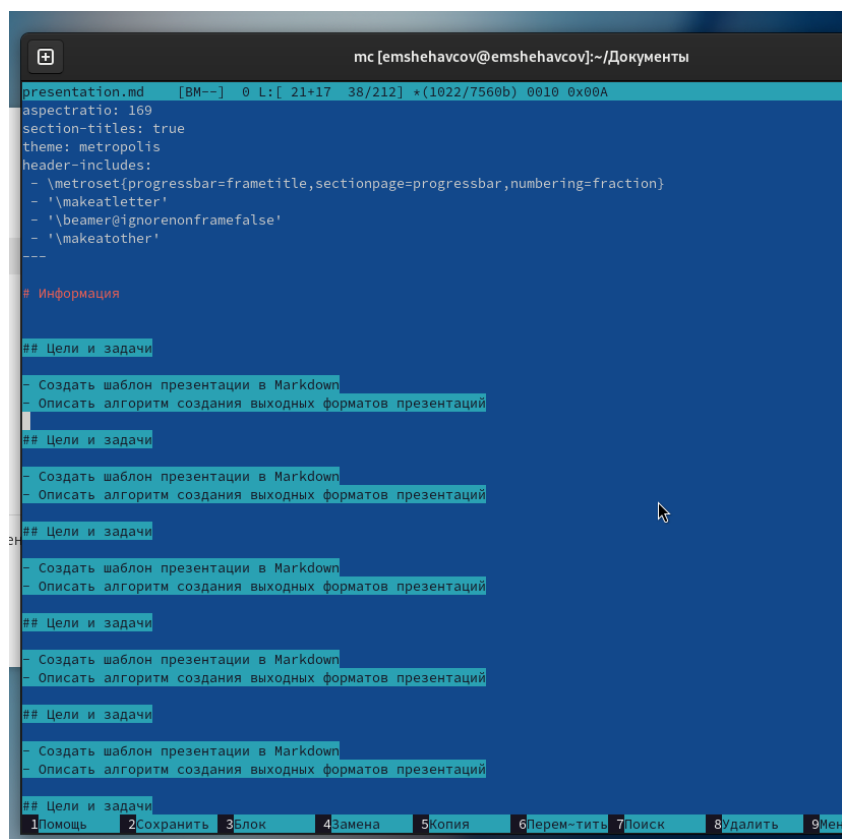 mc [emshehavcov@emshehavcov]:~/Документы
presentation.md [BM--] 0 L:[ 21+17 38/212] *(1022/7560b) 0010 0x00A
aspectratio: 169
section-titles: true
theme: metropolis
header-includes:
- \metroset{progressbar=frametitle,sectionpage=progressbar,numbering=fraction}
- '\makeatletter'
- '\beamer@ignorenonframefalse'
- '\makeatother'
---
# Информация
## Цели и задачи
- Создать шаблон презентации в Markdown
- Описать алгоритм создания выходных форматов презентаций
## Цели и задачи
- Создать шаблон презентации в Markdown
- Описать алгоритм создания выходных форматов презентаций
## Цели и задачи
- Создать шаблон презентации в Markdown
- Описать алгоритм создания выходных форматов презентаций
## Цели и задачи
- Создать шаблон презентации в Markdown
- Описать алгоритм создания выходных форматов презентаций
## Цели и задачи
- Создать шаблон презентации в Markdown
- Описать алгоритм создания выходных форматов презентаций
## Цели и задачи
1Помощь 2Сохранить 3Блок 4Замена 5Копия 6Перем~тить 7Поиск 8Удалить 9Мен